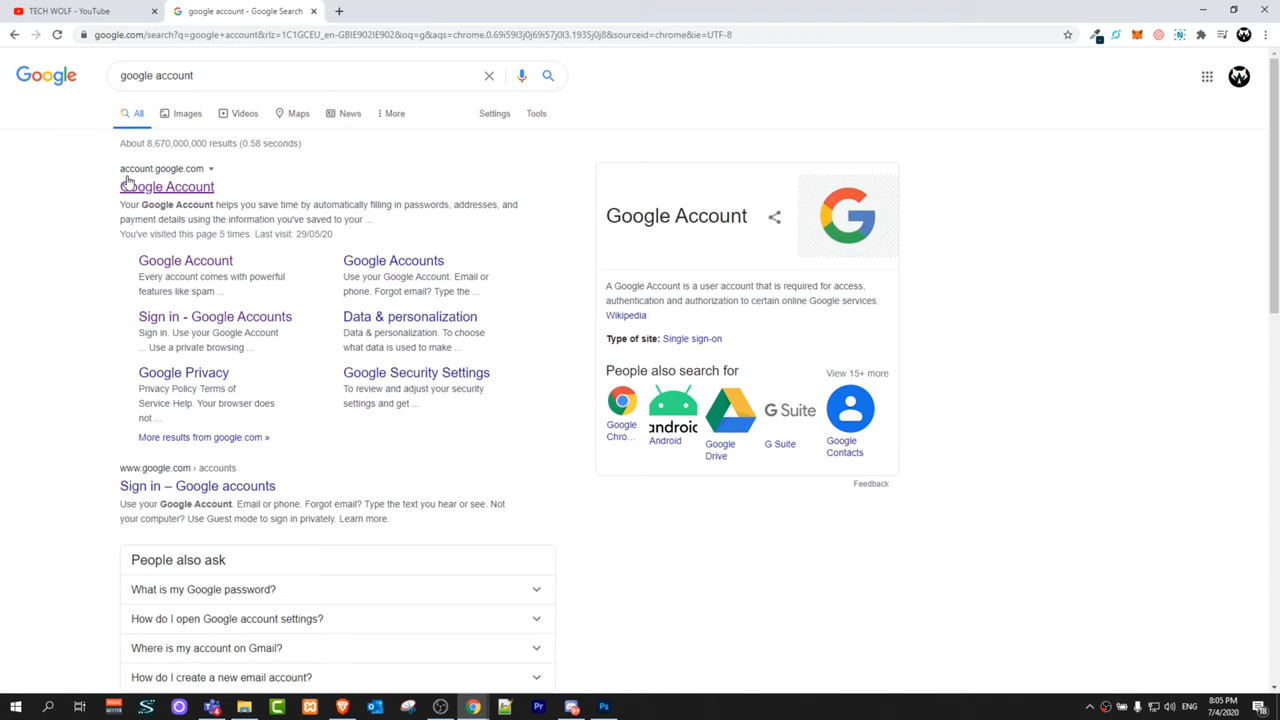 TECH WOLF - YouTube
google account - Google Search
google.com/search?q=google+account&rlz=1C1GCEU_en-GBIE902IE902&oq=g&aqs=chrome.0.69i59l3j0j69i57j0l3.1935j0j8&sourceid=chrome&ie=UTF-8
Google
google account
All
Images
Videos
Maps
News
More
Settings
Tools
About 8,670,000,000 results (0.58 seconds)
account.google.com
Google Account
Your Google Account helps you save time by automatically filling in passwords, addresses, and
payment details using the information you've saved to your ...
You've visited this page 5 times. Last visit: 29/05/20
Google Account
Every account comes with powerful
features like spam ...
Google Accounts
Use your Google Account. Email or
phone. Forgot email? Type the ...
Sign in - Google Accounts
Sign in. Use your Google Account
... Use a private browsing ...
Data & personalization
Data & personalization. To choose
what data is used to make ...
Google Privacy
Privacy Policy·Terms of
Service·Help. Your browser does
not ...
Google Security Settings
To review and adjust your security
settings and get ...
More results from google.com »
www.google.com › accounts
Sign in – Google accounts
Use your Google Account. Email or phone. Forgot email? Type the text you hear or see. Not
your computer? Use Guest mode to sign in privately. Learn more.
People also ask
What is my Google password?
How do I open Google account settings?
Where is my account on Gmail?
How do I create a new email account?
Google Account
A Google Account is a user account that is required for access,
authentication and authorization to certain online Google services.
Wikipedia
Type of site: Single sign-on
People also search for
View 15+ more
android
G Suite
Google
Chro...
Android
Google
Drive
G Suite
Google
Contacts
Feedback
ENG
8:05 PM
7/4/2020
18